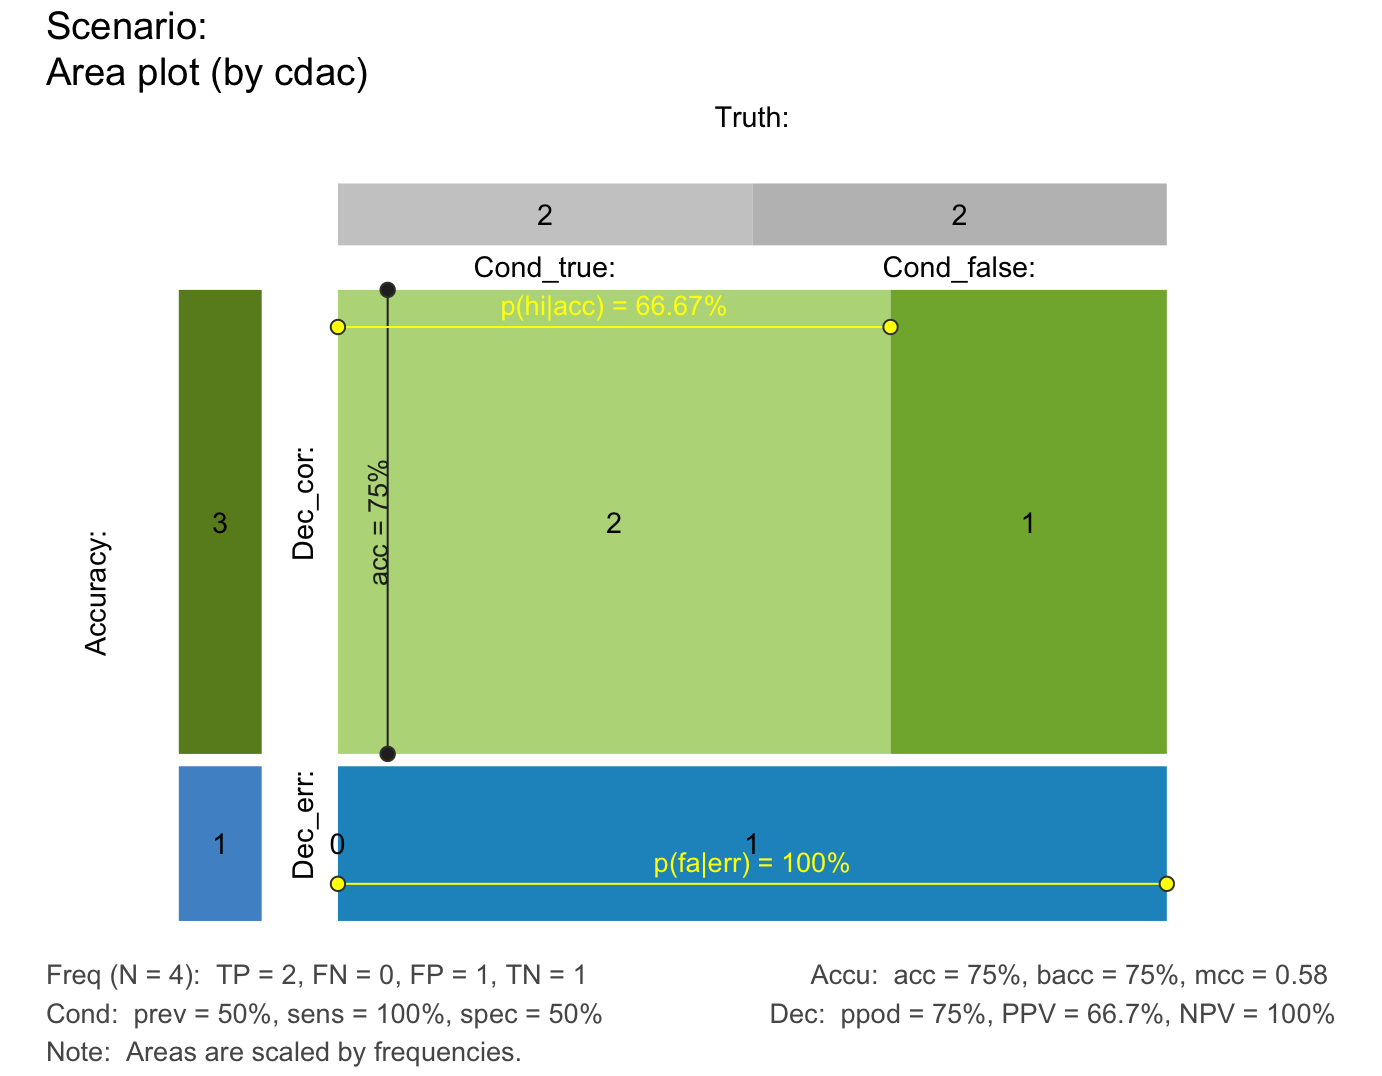 Scenario:
Area plot (by cdac)
Truth:
2 2
Cond_true: Cond_false:
p(hi|acc) = 66.67%
Accuracy:
3
Dec_cor:
acc = 75%
2
1
1
Dec_err:
0
1
p(fa|err) = 100%
Freq (N = 4):  TP = 2, FN = 0, FP = 1, TN = 1
Accu:  acc = 75%, bacc = 75%, mcc = 0.58
Cond:  prev = 50%, sens = 100%, spec = 50%
Dec:  ppod = 75%, PPV = 66.7%, NPV = 100%
Note:  Areas are scaled by frequencies.